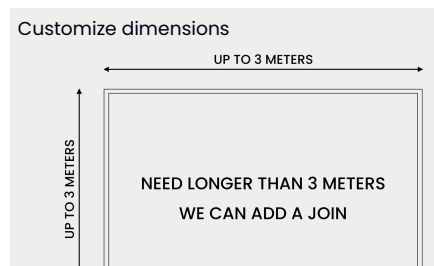 Customize dimensions
UP TO 3 METERS
UP TO 3 METERS
NEED LONGER THAN 3 METERS
WE CAN ADD A JOIN